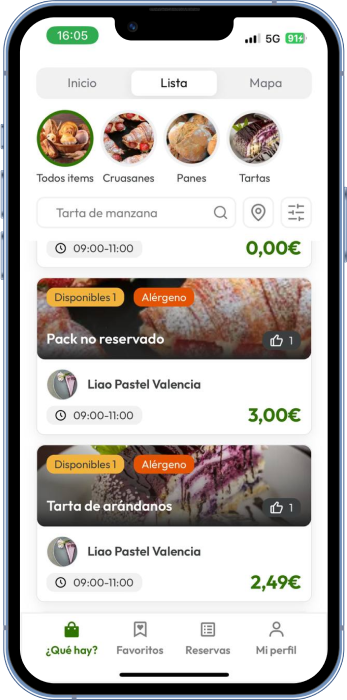 16:05
5G 91
Inicio Lista Mapa
Todos items Cruasanes Panes Tartas
Tarta de manzana
09:00-11:00 0,00€
Disponibles 1 Alérgeno
Pack no reservado 1
Liao Pastel Valencia
09:00-11:00 3,00€
Disponibles 1 Alérgeno
Tarta de arándanos 1
Liao Pastel Valencia
09:00-11:00 2,49€
¿Qué hay? Favoritos Reservas Mi perfil